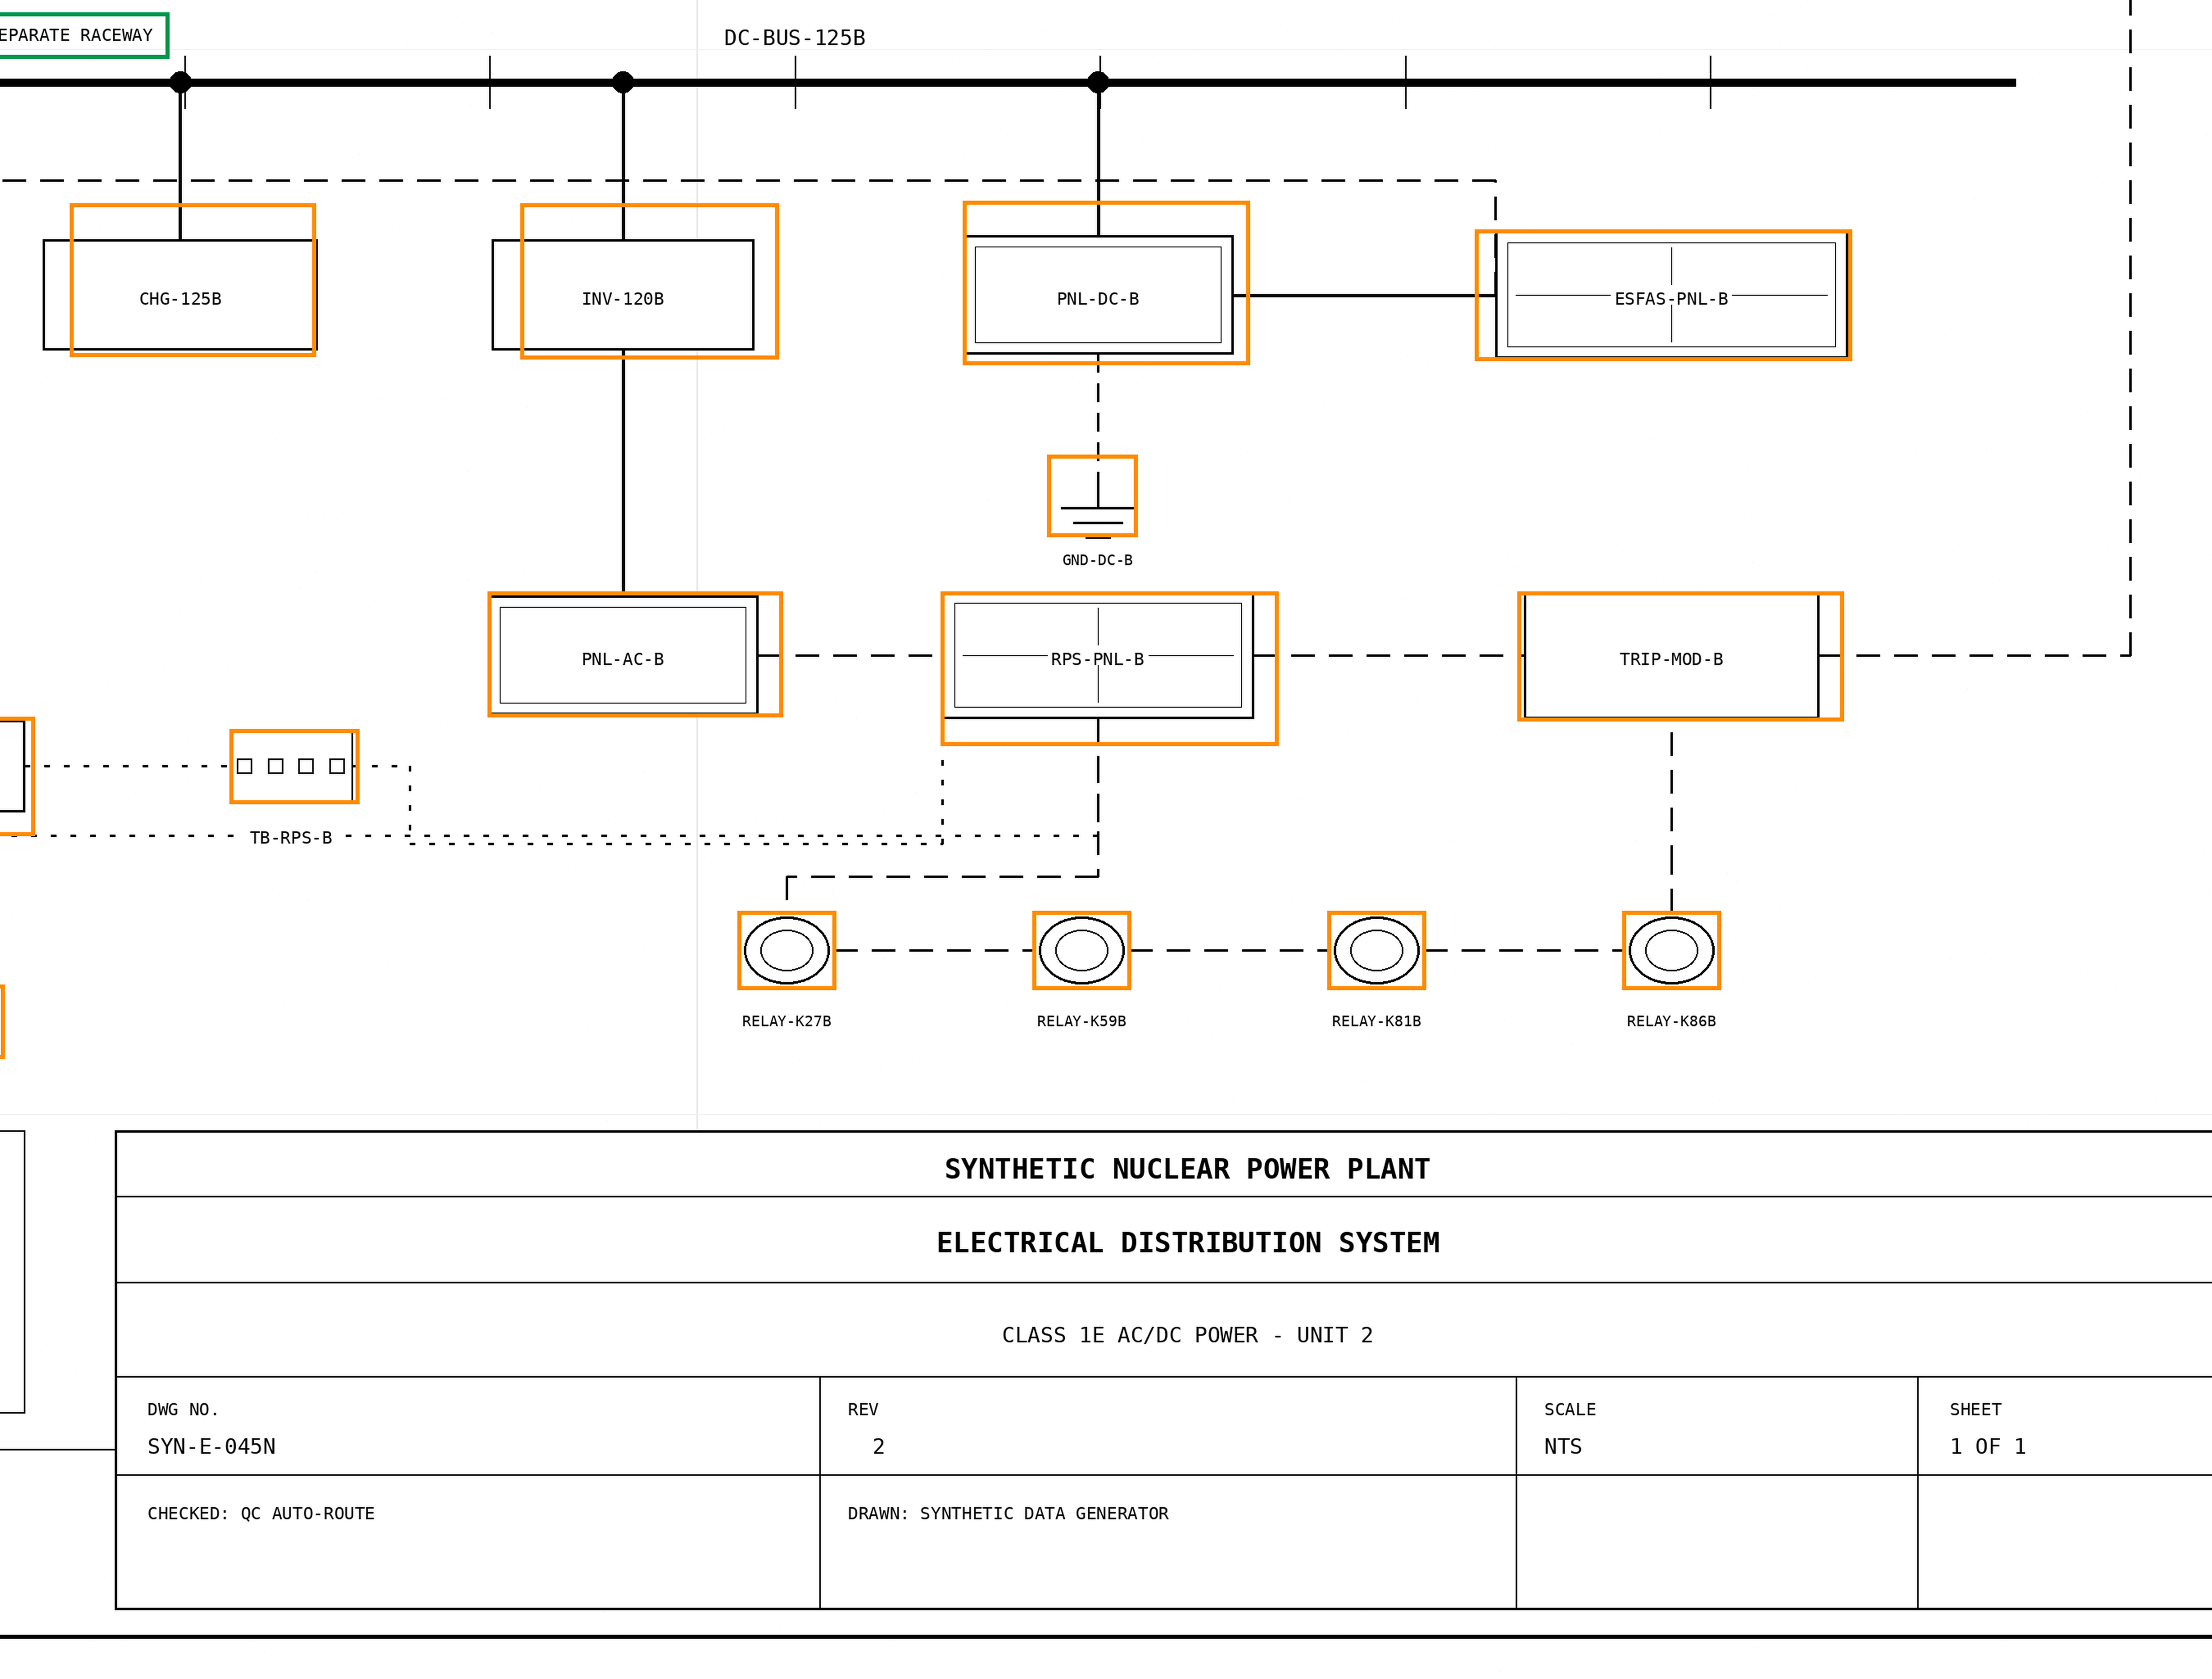 EPARATE RACEWAY
DC-BUS-125B
CHG-125B
INV-120B
PNL-DC-B
ESFAS-PNL-B
GND-DC-B
PNL-AC-B
RPS-PNL-B
TRIP-MOD-B
TB-RPS-B
RELAY-K27B
RELAY-K59B
RELAY-K81B
RELAY-K86B
SYNTHETIC NUCLEAR POWER PLANT
ELECTRICAL DISTRIBUTION SYSTEM
CLASS 1E AC/DC POWER - UNIT 2
DWG NO.
SYN-E-045N
REV
2
SCALE
NTS
SHEET
1 OF 1
CHECKED: QC AUTO-ROUTE
DRAWN: SYNTHETIC DATA GENERATOR